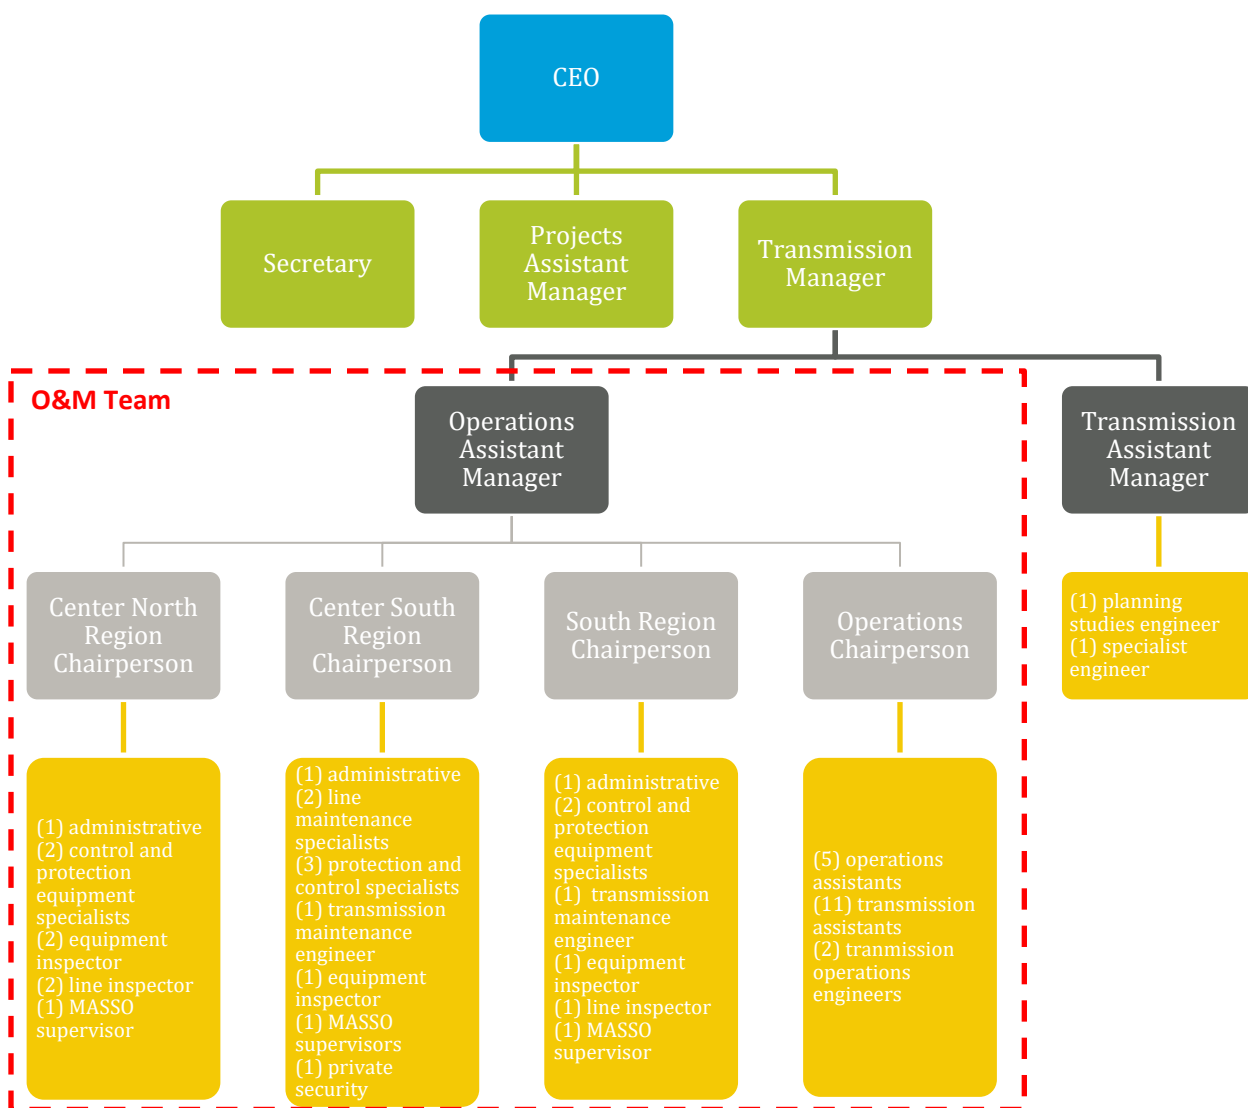 CEO
Secretary
Projects
Assistant
Manager
Transmission
Manager
O&M Team
Operations
Assistant
Manager
Transmission
Assistant
Manager
Center North
Region
Chairperson
Center South
Region
Chairperson
South Region
Chairperson
Operations
Chairperson
(1) planning
studies engineer
(1) specialist
engineer
(1) administrative
(2) control and
protection
equipment
specialists
(2) equipment
inspector
(2) line inspector
(1) MASSO
supervisor
(1) administrative
(2) line
maintenance
specialists
(3) protection and
control specialists
(1) transmission
maintenance
engineer
(1) equipment
inspector
(1) MASSO
supervisors
(1) private
security
(1) administrative
(2) control and
protection
equipment
specialists
(1) transmission
maintenance
engineer
(1) equipment
inspector
(1) line inspector
(1) MASSO
supervisor
(5) operations
assistants
(11) transmission
assistants
(2) tranmission
operations
engineers